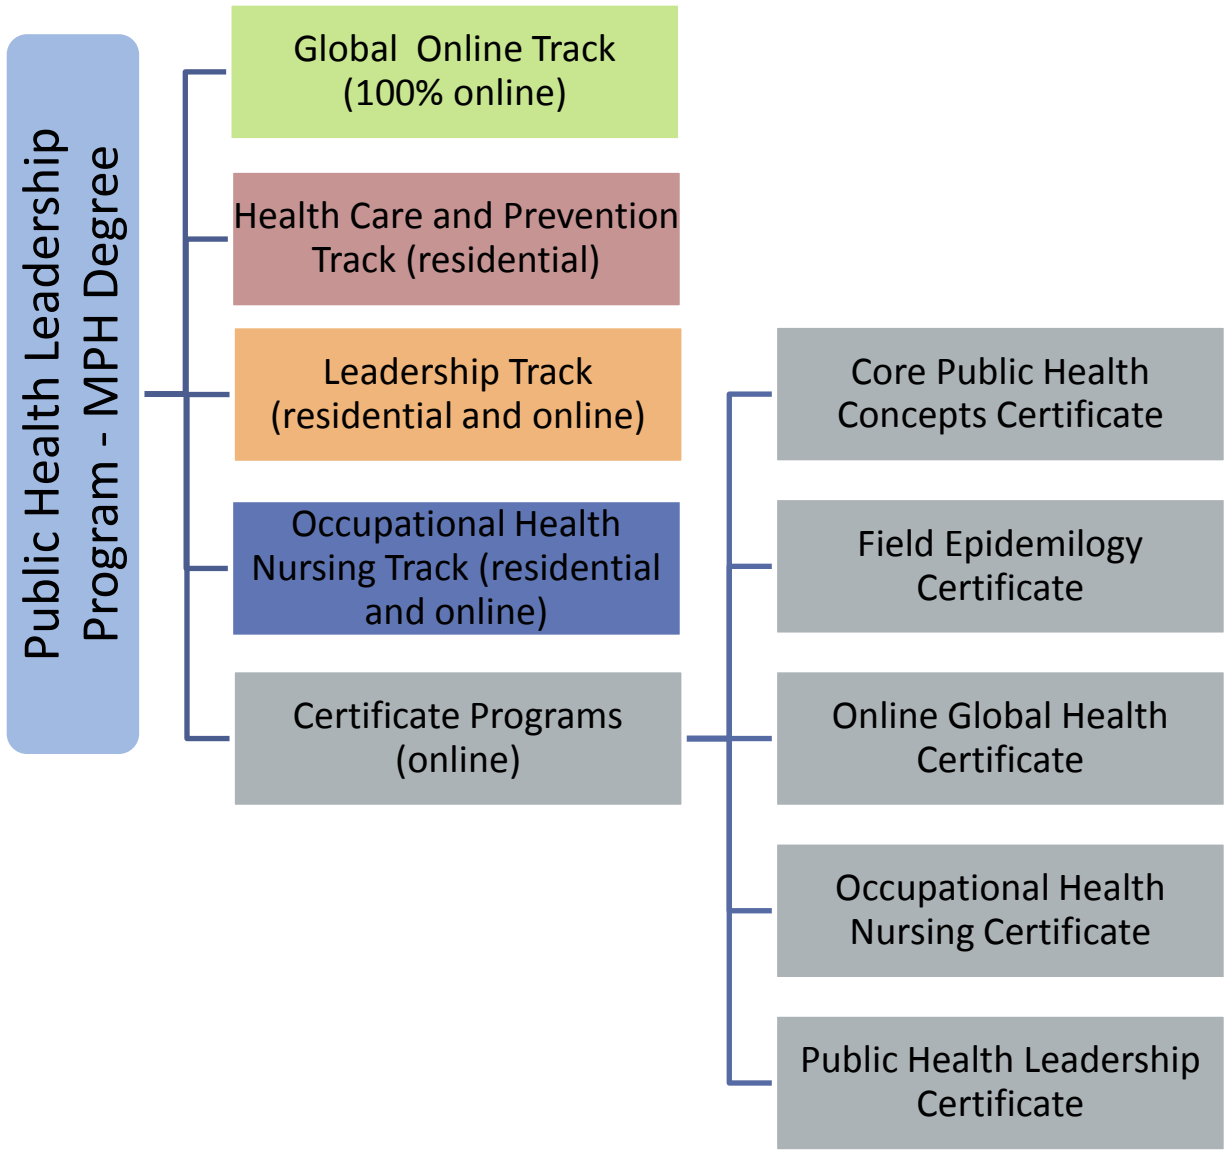 Public Health Leadership
Program - MPH Degree
Global  Online Track
(100% online)
Health Care and Prevention
Track (residential)
Leadership Track
(residential and online)
Occupational Health
Nursing Track (residential
and online)
Certificate Programs
(online)
Core Public Health
Concepts Certificate
Field Epidemilogy
Certificate
Online Global Health
Certificate
Occupational Health
Nursing Certificate
Public Health Leadership
Certificate